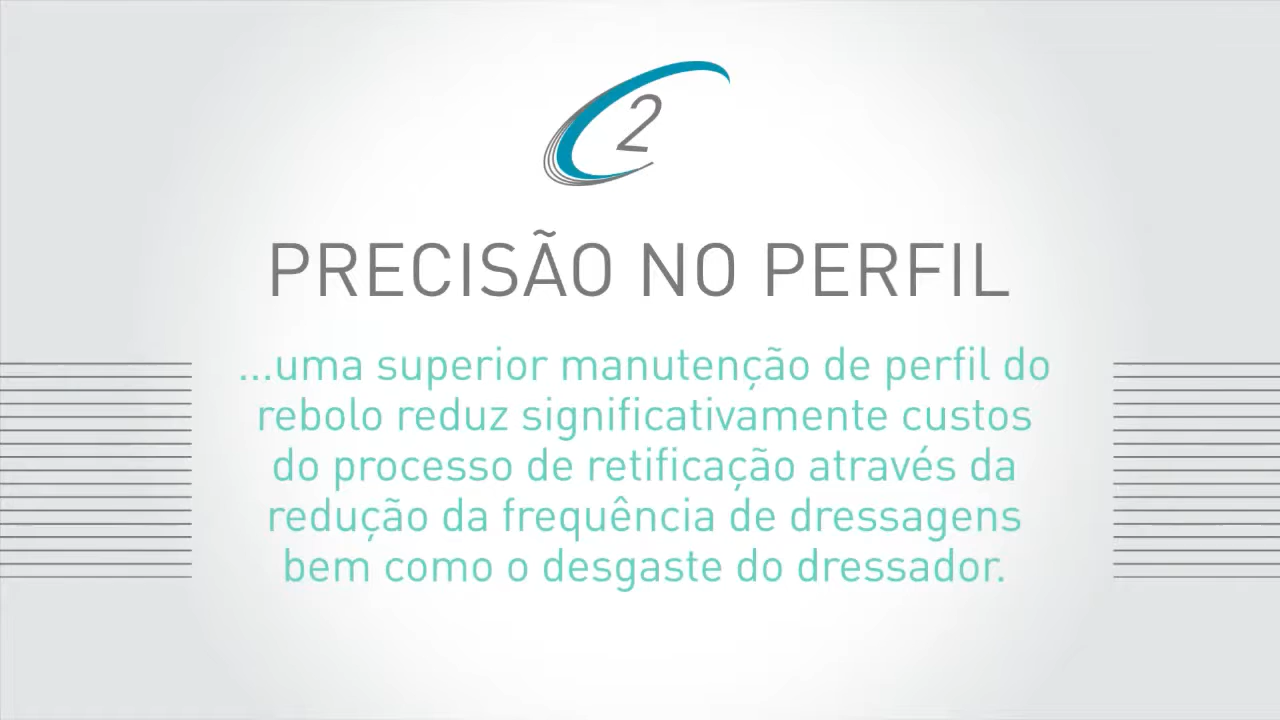 C2
PRECISÃO NO PERFIL
...uma superior manutenção de perfil do
rebolo reduz significativamente custos
do processo de retificação através da
redução da frequência de dressagens
bem como o desgaste do dressador.